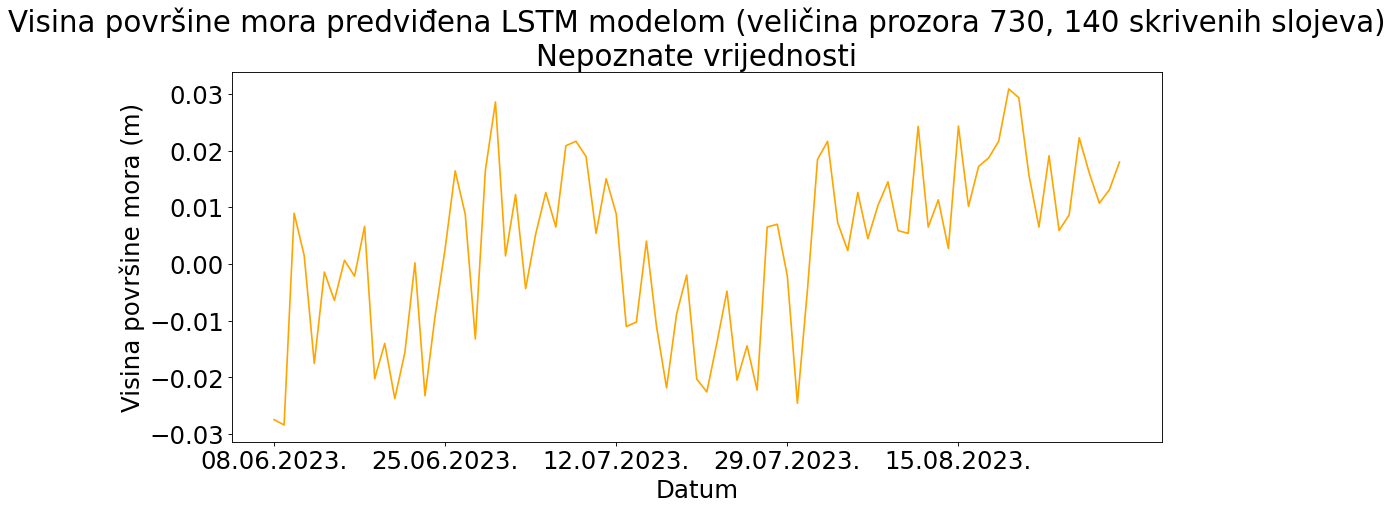 Visina površine mora predviđena LSTM modelom (veličina prozora 730, 140 skrivenih slojeva)
Nepoznate vrijednosti
Visina površine mora (m)
0.03
0.02
0.01
0.00
−0.01
−0.02
−0.03
08.06.2023. 25.06.2023. 12.07.2023. 29.07.2023. 15.08.2023.
Datum